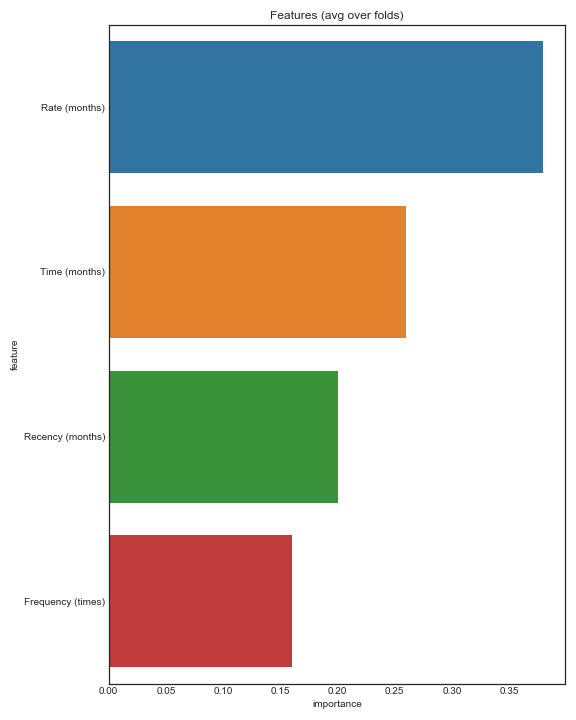 Features (avg over folds)
Rate (months)
Time (months)
Recency (months)
Frequency (times)
feature
0.00 0.05 0.10 0.15 0.20 0.25 0.30 0.35
importance